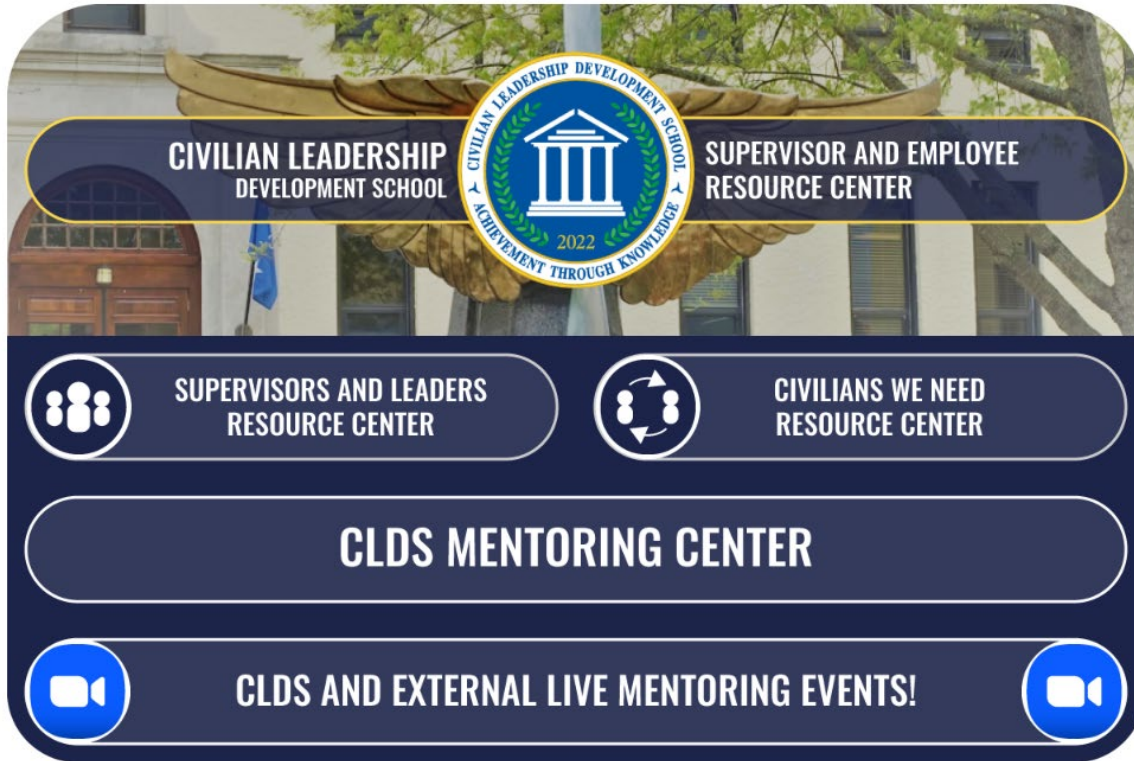 CIVILIAN LEADERSHIP
DEVELOPMENT SCHOOL
CIVILIAN LEADERSHIP DEVELOPMENT SCHOOL
ACHIEVEMENT THROUGH KNOWLEDGE
2022
SUPERVISOR AND EMPLOYEE
RESOURCE CENTER
SUPERVISORS AND LEADERS
RESOURCE CENTER
CIVILIANS WE NEED
RESOURCE CENTER
CLDS MENTORING CENTER
CLDS AND EXTERNAL LIVE MENTORING EVENTS!